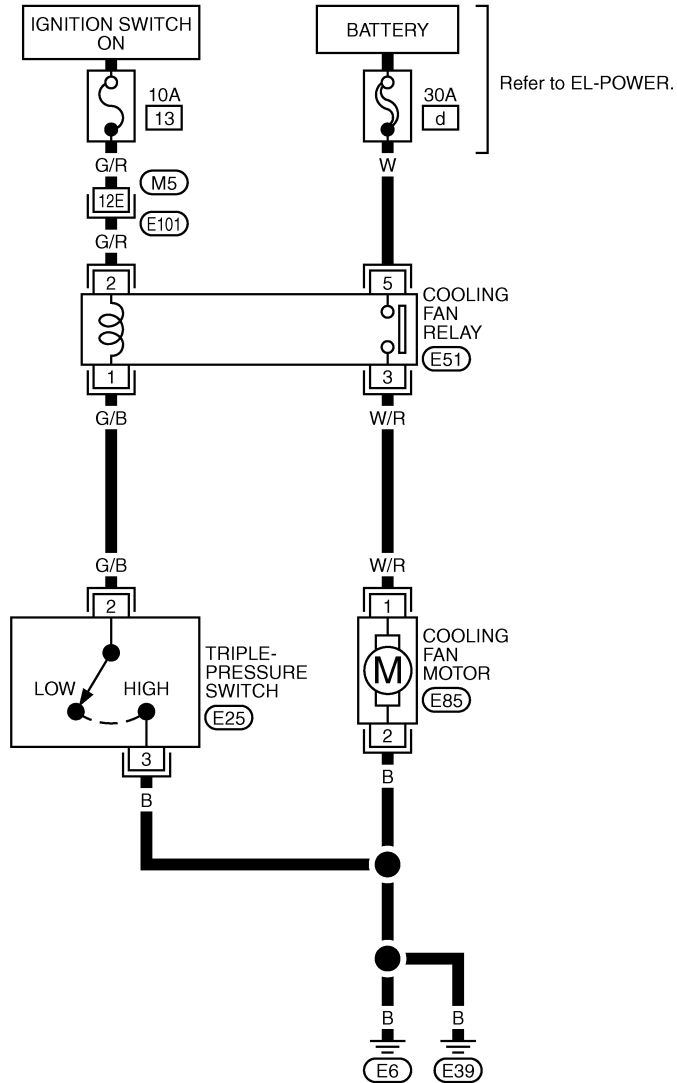 IGNITION SWITCH
ON
BATTERY
Refer to EL-POWER.
10A
13
30A
d
G/R
W
M5
12E
E101
G/R
2
5
COOLING
FAN
RELAY
E51
1
3
G/B
W/R
G/B
W/R
2
1
TRIPLE-
PRESSURE
SWITCH
E25
LOW
HIGH
COOLING
FAN
MOTOR
E85
M
3
2
B
B
B
B
E6
E39